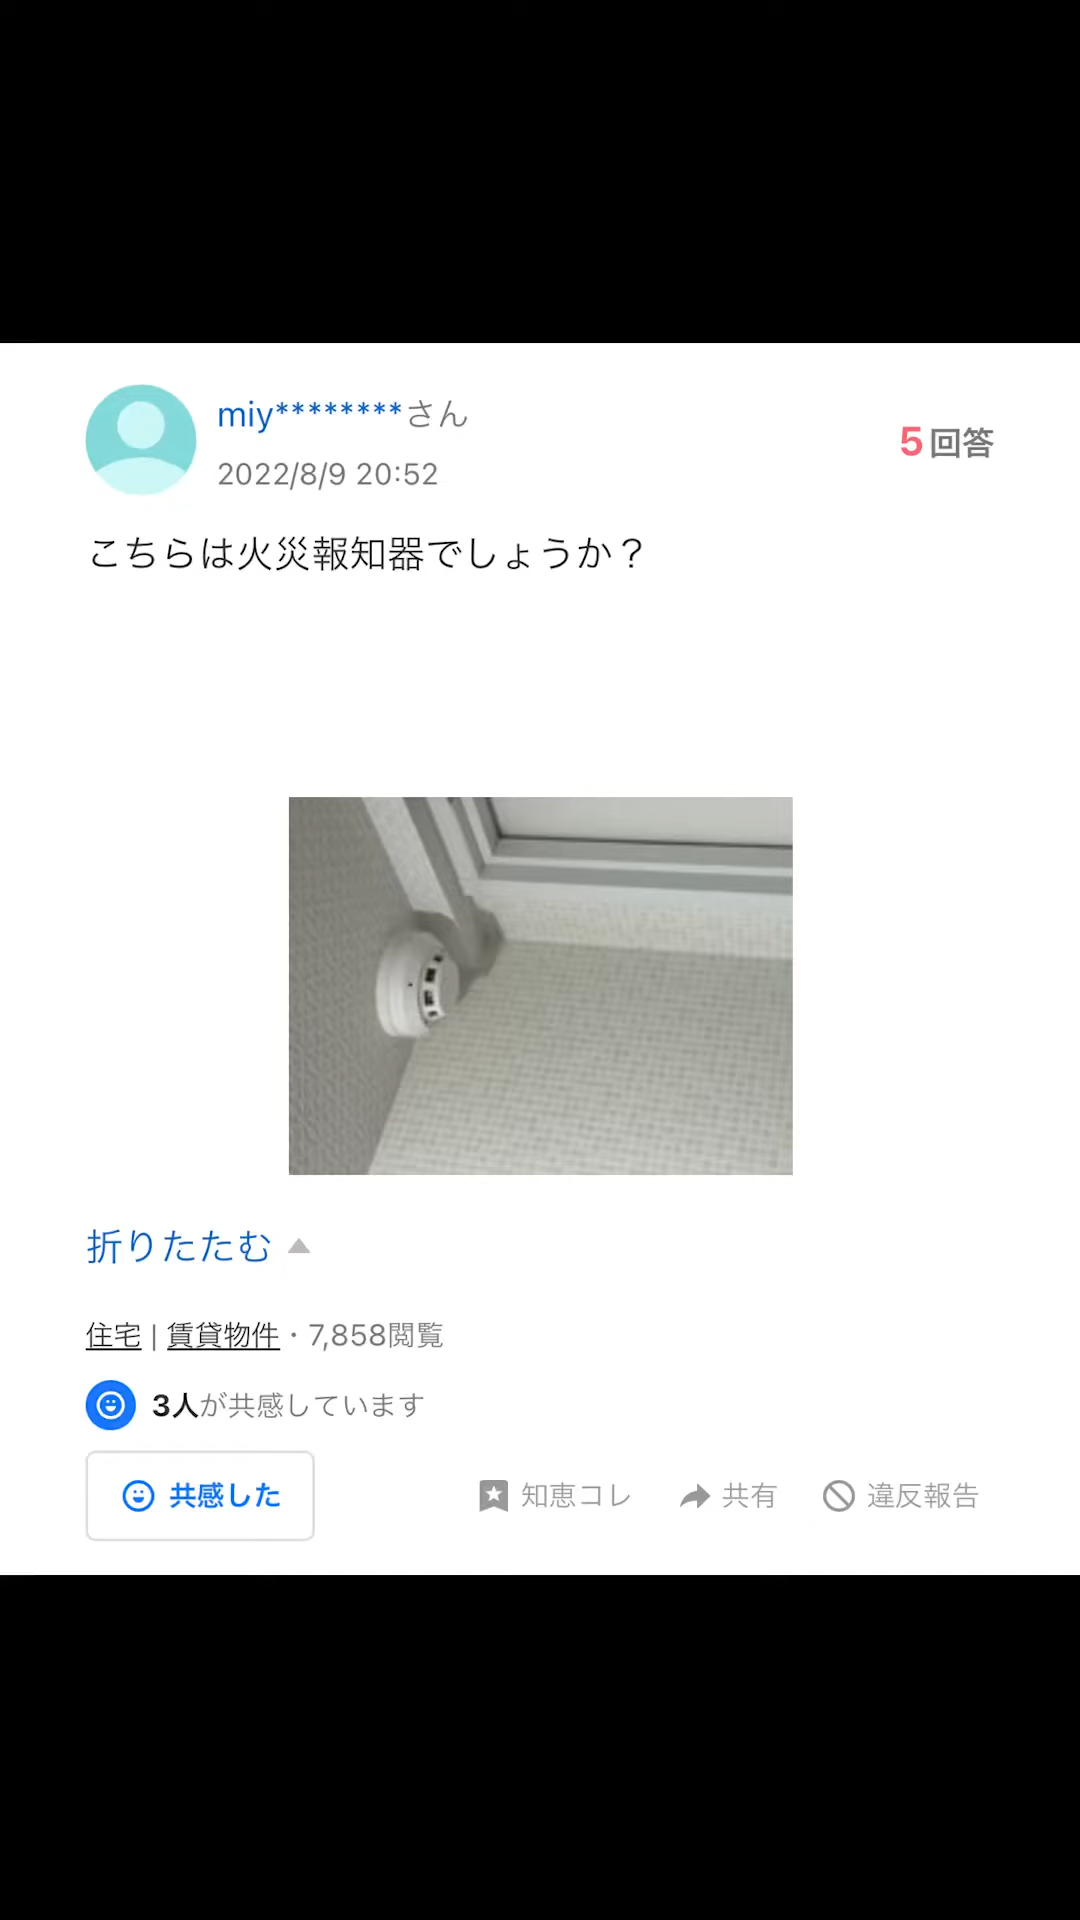 miy********さん
5回答
2022/8/9 20:52
こちらは火災報知器でしょうか？
折りたたむ
住宅 | 賃貸物件・7,858閲覧
3人が共感しています
共感した
知恵コレ
共有
違反報告